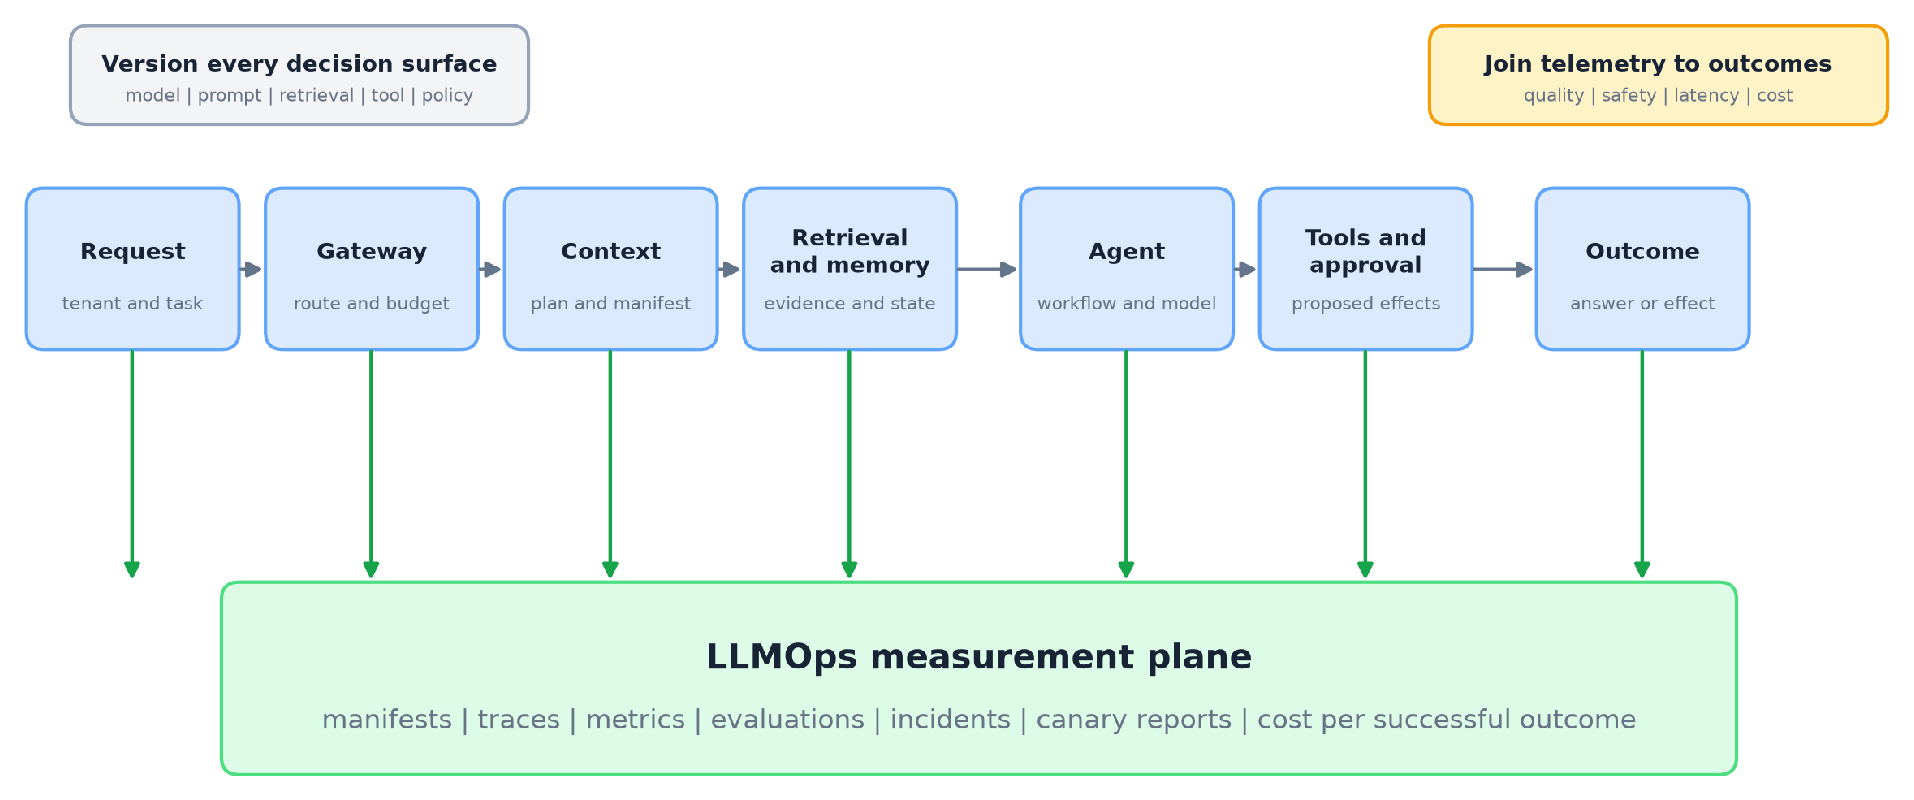 Version every decision surface
model | prompt | retrieval | tool | policy
Join telemetry to outcomes
quality | safety | latency | cost
Request
tenant and task
Gateway
route and budget
Context
plan and manifest
Retrieval
and memory
evidence and state
Agent
workflow and model
Tools and
approval
proposed effects
Outcome
answer or effect
LLMOps measurement plane
manifests | traces | metrics | evaluations | incidents | canary reports | cost per successful outcome